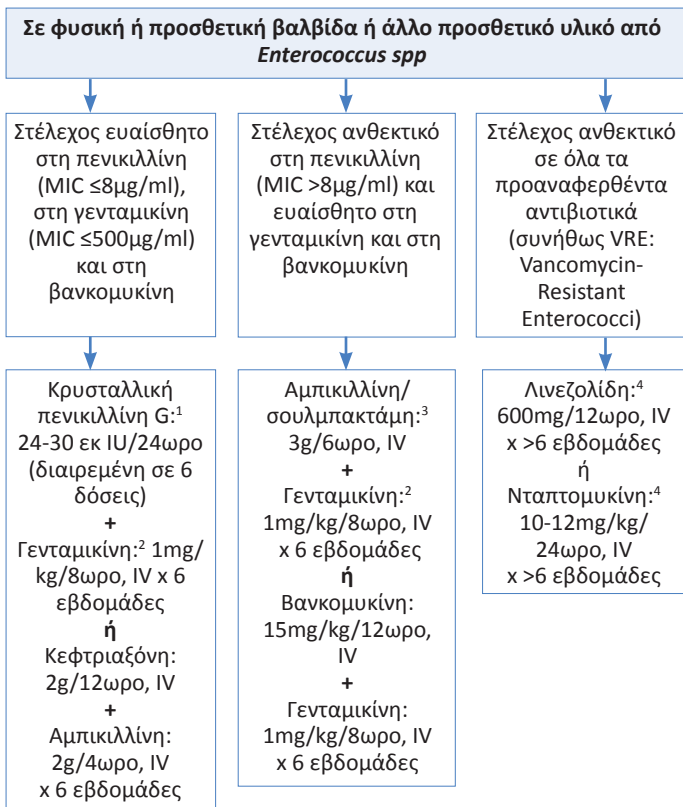 Σε φυσική ή προσθετική βαλβίδα ή άλλο προσθετικό υλικό από
Enterococcus spp
Στέλεχος ευαίσθητο
στη πενικιλλίνη
(MIC ≤8μg/ml),
στη γενταμικίνη
(MIC ≤500μg/ml)
και στη
βανκομυκίνη
Στέλεχος ανθεκτικό
στη πενικιλλίνη
(MIC >8μg/ml) και
ευαίσθητο στη
γενταμικίνη και στη
βανκομυκίνη
Στέλεχος ανθεκτικό
σε όλα τα
προαναφερθέντα
αντιβιοτικά
(συνήθως VRE:
Vancomycin-
Resistant
Enterococci)
Κρυσταλλική
πενικιλλίνη G:¹
24-30 εκ IU/24ωρο
(διαιρεμένη σε 6
δόσεις)
+
Γενταμικίνη:² 1mg/
kg/8ωρο, IV x 6
εβδομάδες
ή
Κεφτριαξόνη:
2g/12ωρο, IV
+
Αμπικιλλίνη:
2g/4ωρο, IV
x 6 εβδομάδες
Αμπικιλλίνη/
σουλμπακτάμη:³
3g/6ωρο, IV
+
Γενταμικίνη:²
1mg/kg/8ωρο, IV
x 6 εβδομάδες
ή
Βανκομυκίνη:
15mg/kg/12ωρο,
IV
+
Γενταμικίνη:
1mg/kg/8ωρο, IV
x 6 εβδομάδες
Λινεζολίδη:⁴
600mg/12ωρο, IV
x >6 εβδομάδες
ή
Νταπτομυκίνη:⁴
10-12mg/kg/
24ωρο, IV
x >6 εβδομάδες